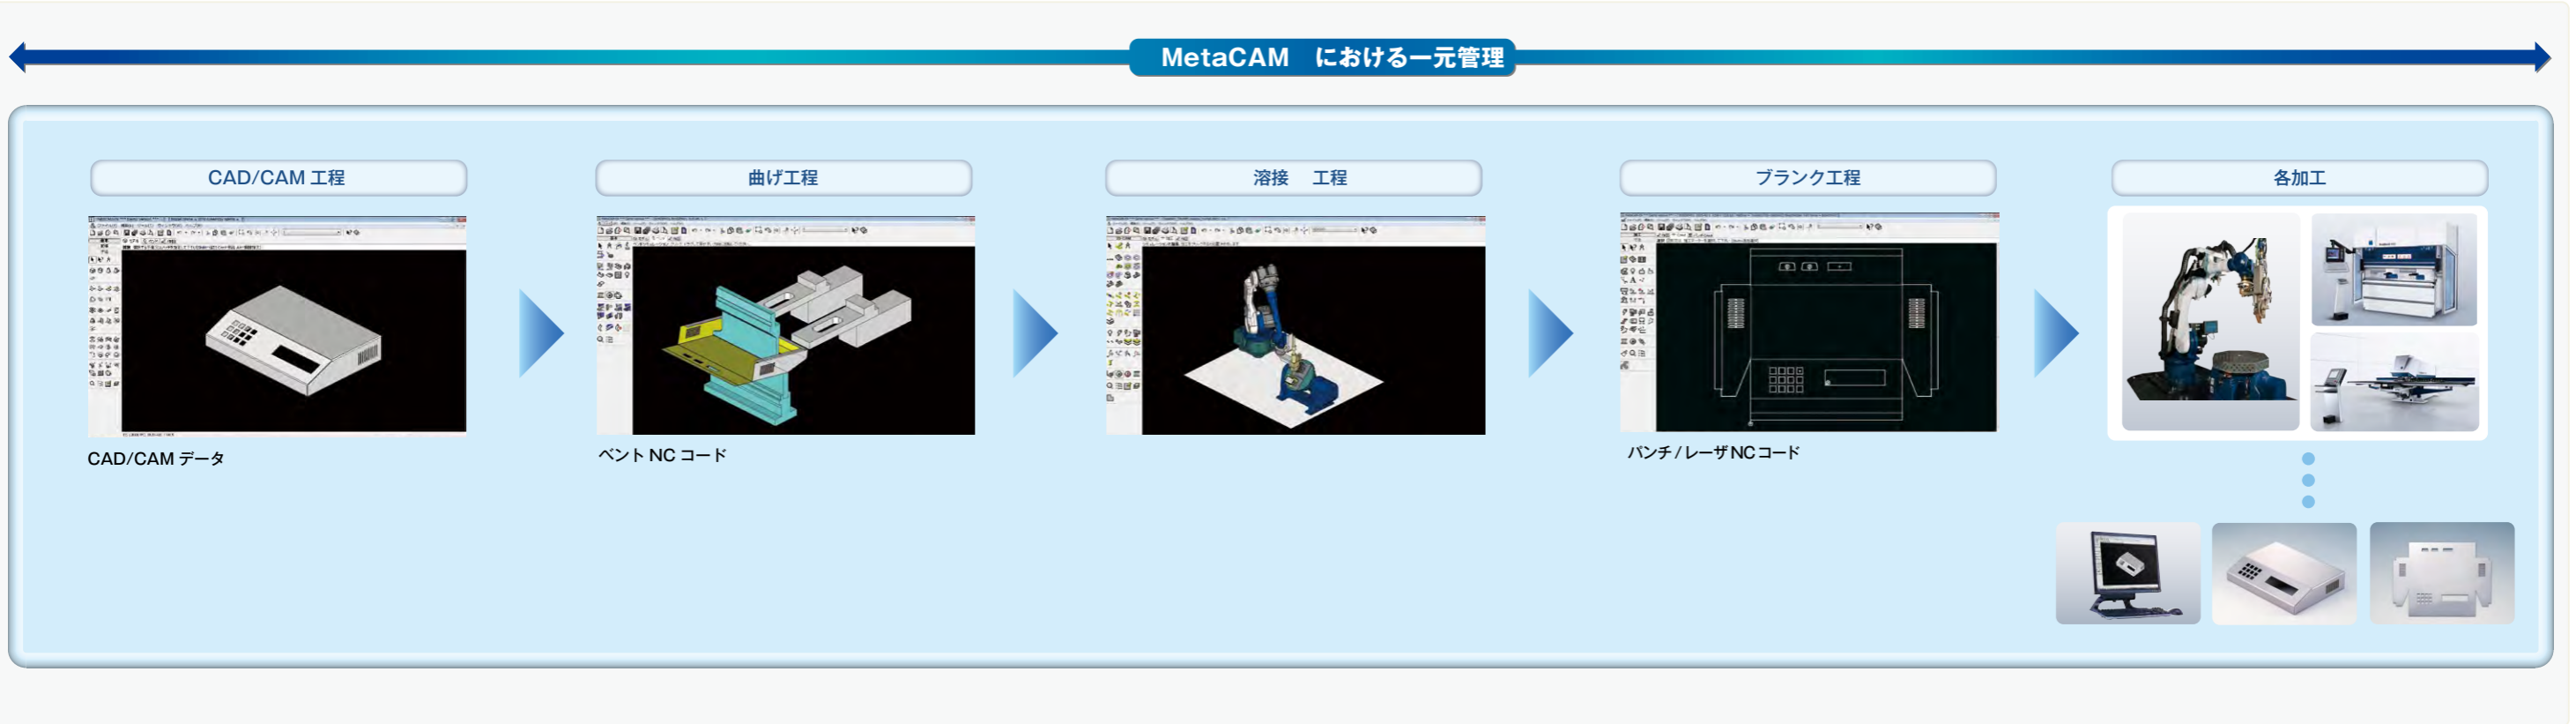 MetaCAM における一元管理
CAD/CAM 工程
曲げ工程
溶接 工程
ブランク工程
各加工
CAD/CAM データ
ベント NC コード
パンチ / レーザ NC コード